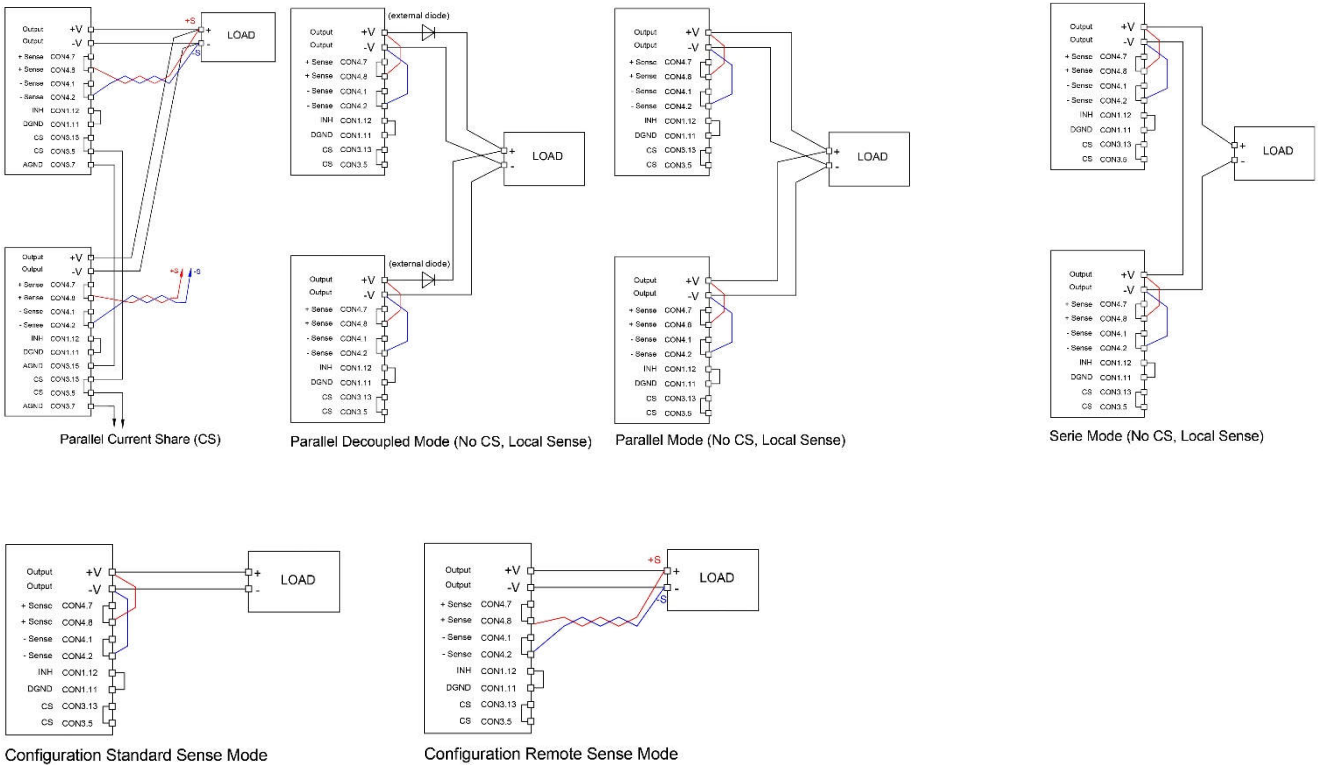 Output +V
Output -V
+ Sense CON4.7
+ Sense CON4.8
- Sense CON4.1
- Sense CON4.2
INH CON1.12
DGND CON1.11
CS CON3.13
CS CON3.5
AGND CON3.7
+S
+
-
-S
LOAD
Output +V
Output -V
+ Sense CON4.7
+ Sense CON4.8
- Sense CON4.1
- Sense CON4.2
INH CON1.12
DGND CON1.11
AGND CON3.15
CS CON3.13
CS CON3.5
AGND CON3.7
+S -S
Parallel Current Share (CS)
(external diode)
Output +V
Output -V
+ Sense CON4.7
+ Sense CON4.8
- Sense CON4.1
- Sense CON4.2
INH CON1.12
DGND CON1.11
CS CON3.13
CS CON3.5
+
-
LOAD
(external diode)
Output +V
Output -V
+ Sense CON4.7
+ Sense CON4.8
- Sense CON4.1
- Sense CON4.2
INH CON1.12
DGND CON1.11
CS CON3.13
CS CON3.5
Parallel Decoupled Mode (No CS, Local Sense)
Output +V
Output -V
+ Sense CON4.7
+ Sense CON4.8
- Sense CON4.1
- Sense CON4.2
INH CON1.12
DGND CON1.11
CS CON3.13
CS CON3.5
+
-
LOAD
Output +V
Output -V
+ Sense CON4.7
+ Sense CON4.8
- Sense CON4.1
- Sense CON4.2
INH CON1.12
DGND CON1.11
CS CON3.13
CS CON3.5
Parallel Mode (No CS, Local Sense)
Output +V
Output -V
+ Sense CON4.7
+ Sense CON4.8
- Sense CON4.1
- Sense CON4.2
INH CON1.12
DGND CON1.11
CS CON3.13
CS CON3.5
+
-
LOAD
Output +V
Output -V
+ Sense CON4.7
+ Sense CON4.8
- Sense CON4.1
- Sense CON4.2
INH CON1.12
DGND CON1.11
CS CON3.13
CS CON3.5
Serie Mode (No CS, Local Sense)
Output +V
Output -V
+ Sense CON4.7
+ Sense CON4.8
- Sense CON4.1
- Sense CON4.2
INH CON1.12
DGND CON1.11
CS CON3.13
CS CON3.5
+
-
LOAD
Configuration Standard Sense Mode
Output +V
Output -V
+ Sense CON4.7
+ Sense CON4.8
- Sense CON4.1
- Sense CON4.2
INH CON1.12
DGND CON1.11
CS CON3.13
CS CON3.5
+S
+
-
-S
LOAD
Configuration Remote Sense Mode